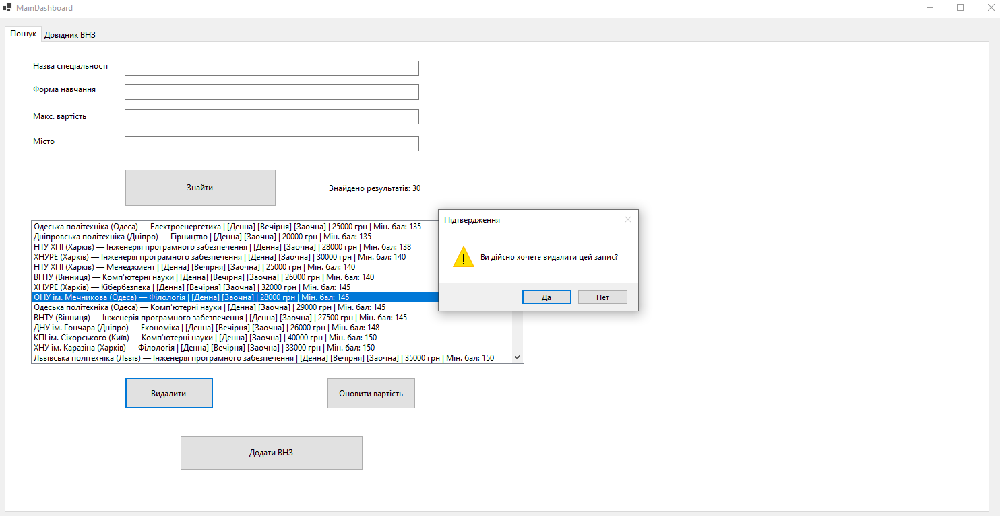 MainDashboard
Пошук
Довідник ВНЗ
Назва спеціальності
Форма навчання
Макс. вартість
Місто
Знайти
Знайдено результатів: 30
Одеська політехніка (Одеса) — Електроенергетика | [Денна] [Вечірня] [Заочна] | 25000 грн | Мін. бал: 135
Дніпровська політехніка (Дніпро) — Гірництво | [Денна] [Заочна] | 20000 грн | Мін. бал: 135
НТУ ХПІ (Харків) — Інженерія програмного забезпечення | [Денна] [Заочна] | 28000 грн | Мін. бал: 138
ХНУРЕ (Харків) — Інженерія програмного забезпечення | [Денна] [Заочна] | 30000 грн | Мін. бал: 140
НТУ ХПІ (Харків) — Менеджмент | [Денна] [Вечірня] [Заочна] | 25000 грн | Мін. бал: 140
ВНТУ (Вінниця) — Комп'ютерні науки | [Денна] [Вечірня] [Заочна] | 26000 грн | Мін. бал: 140
ХНУРЕ (Харків) — Кібербезпека | [Денна] [Вечірня] [Заочна] | 32000 грн | Мін. бал: 145
ОНУ ім. Мечникова (Одеса) — Філологія | [Денна] [Заочна] | 28000 грн | Мін. бал: 145
Одеська політехніка (Одеса) — Комп'ютерні науки | [Денна] [Заочна] | 29000 грн | Мін. бал: 145
ВНТУ (Вінниця) — Інженерія програмного забезпечення | [Денна] [Заочна] | 27500 грн | Мін. бал: 145
ДНУ ім. Гончара (Дніпро) — Економіка | [Денна] [Вечірня] [Заочна] | 26000 грн | Мін. бал: 148
КПІ ім. Сікорського (Київ) — Комп'ютерні науки | [Денна] [Заочна] | 40000 грн | Мін. бал: 150
ХНУ ім. Каразіна (Харків) — Філологія | [Денна] [Вечірня] [Заочна] | 33000 грн | Мін. бал: 150
Львівська політехніка (Львів) — Інженерія програмного забезпечення | [Денна] [Вечірня] [Заочна] | 35000 грн | Мін. бал: 150
Підтвердження
Ви дійсно хочете видалити цей запис?
Да
Нет
Видалити
Оновити вартість
Додати ВНЗ